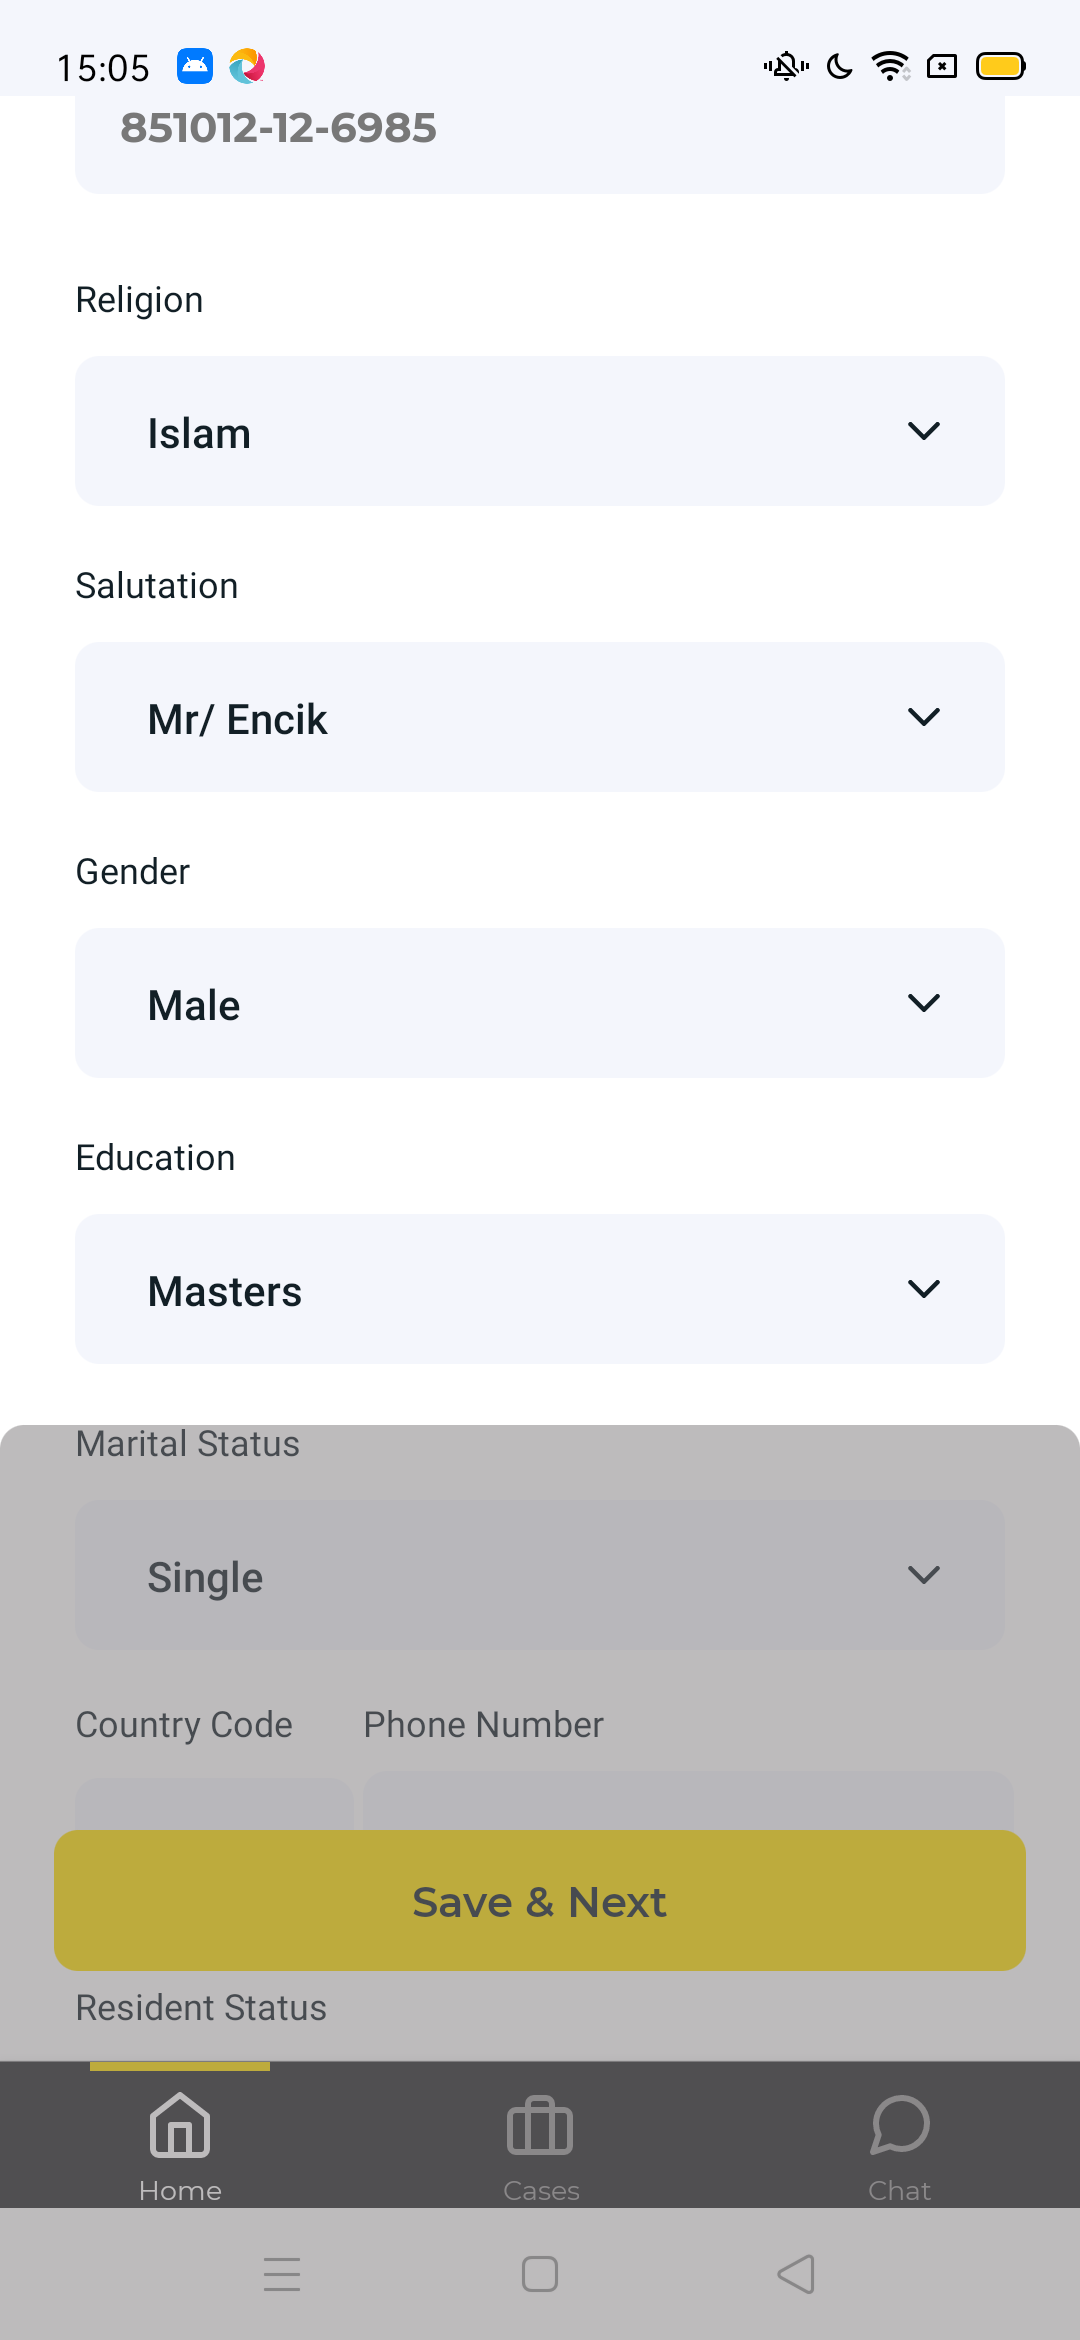 15:05
851012-12-6985
Religion
Islam
Salutation
Mr/ Encik
Gender
Male
Education
Masters
Marital Status
Single
Country Code Phone Number
Save & Next
Resident Status
Home Cases Chat